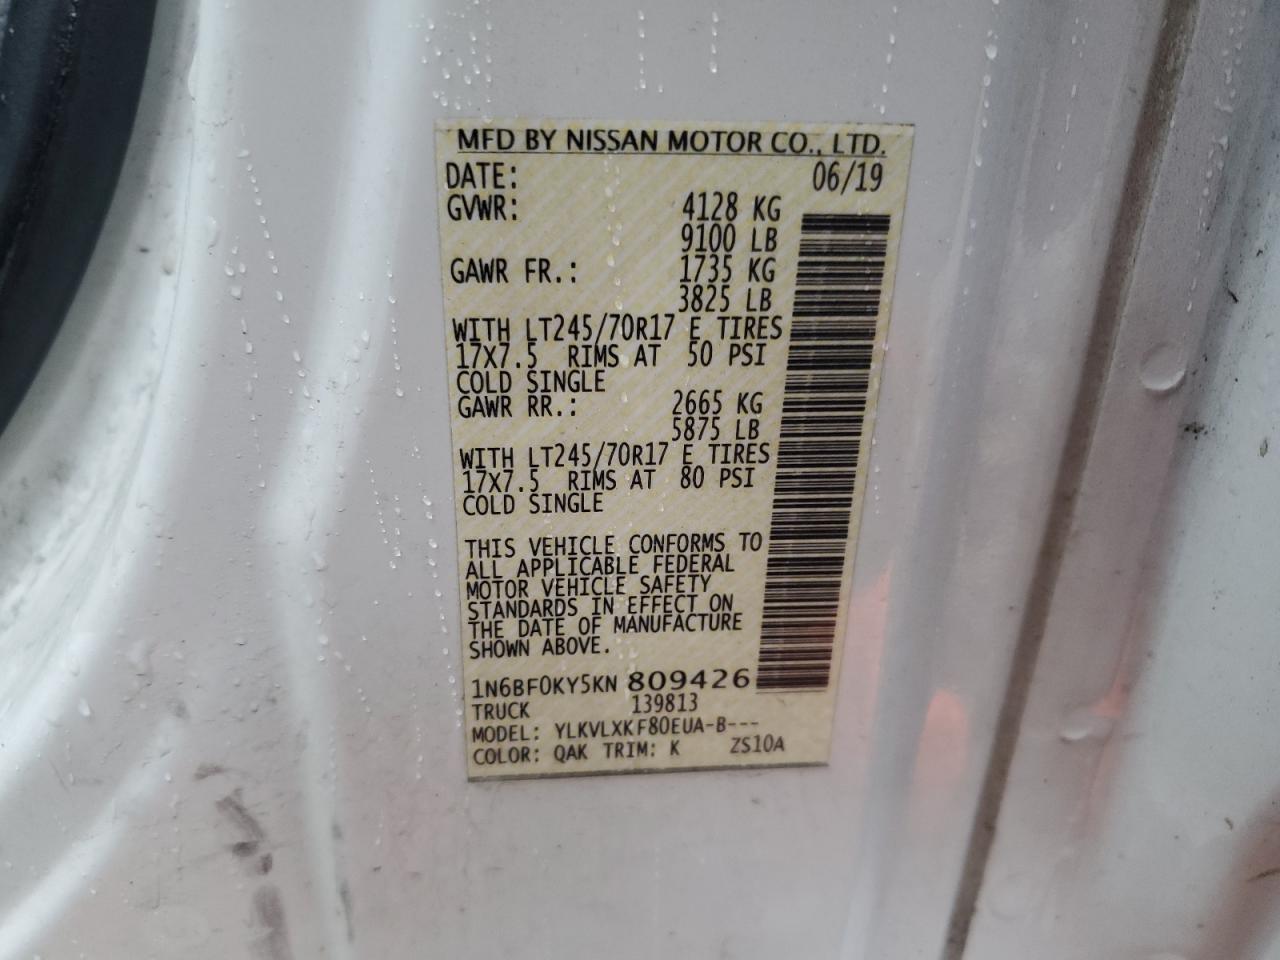 MFD BY NISSAN MOTOR CO., LTD.
DATE: 06/19
GVWR: 4128 KG
9100 LB
GAWR FR.: 1735 KG
3825 LB
WITH LT245/70R17 E TIRES
17X7.5 RIMS AT 50 PSI
COLD SINGLE
GAWR RR.: 2665 KG
5875 LB
WITH LT245/70R17 E TIRES
17X7.5 RIMS AT 80 PSI
COLD SINGLE
THIS VEHICLE CONFORMS TO
ALL APPLICABLE FEDERAL
MOTOR VEHICLE SAFETY
STANDARDS IN EFFECT ON
THE DATE OF MANUFACTURE
SHOWN ABOVE.
1N6BF0KY5KN 809426
TRUCK 139813
MODEL: YLKVLXKF80EUA-B---
COLOR: QAK TRIM: K ZS10A